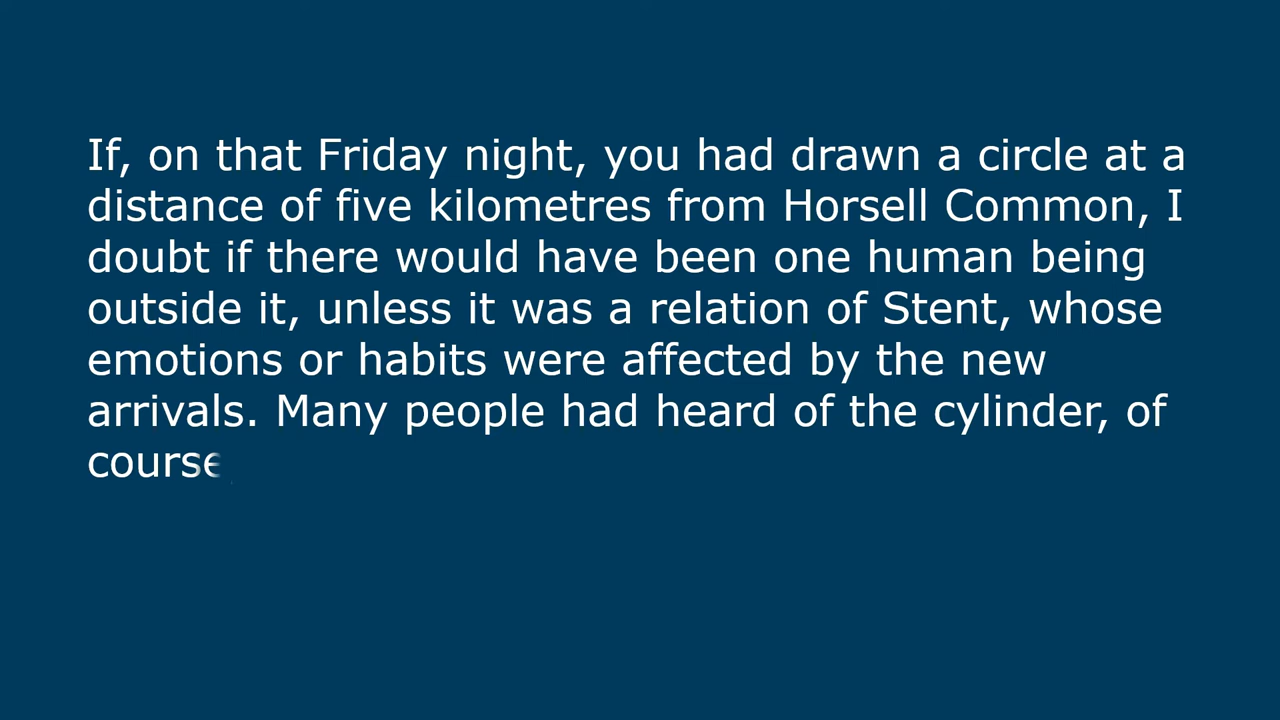 If, on that Friday night, you had drawn a circle at a
distance of five kilometres from Horsell Common, I
doubt if there would have been one human being
outside it, unless it was a relation of Stent, whose
emotions or habits were affected by the new
arrivals. Many people had heard of the cylinder, of
course